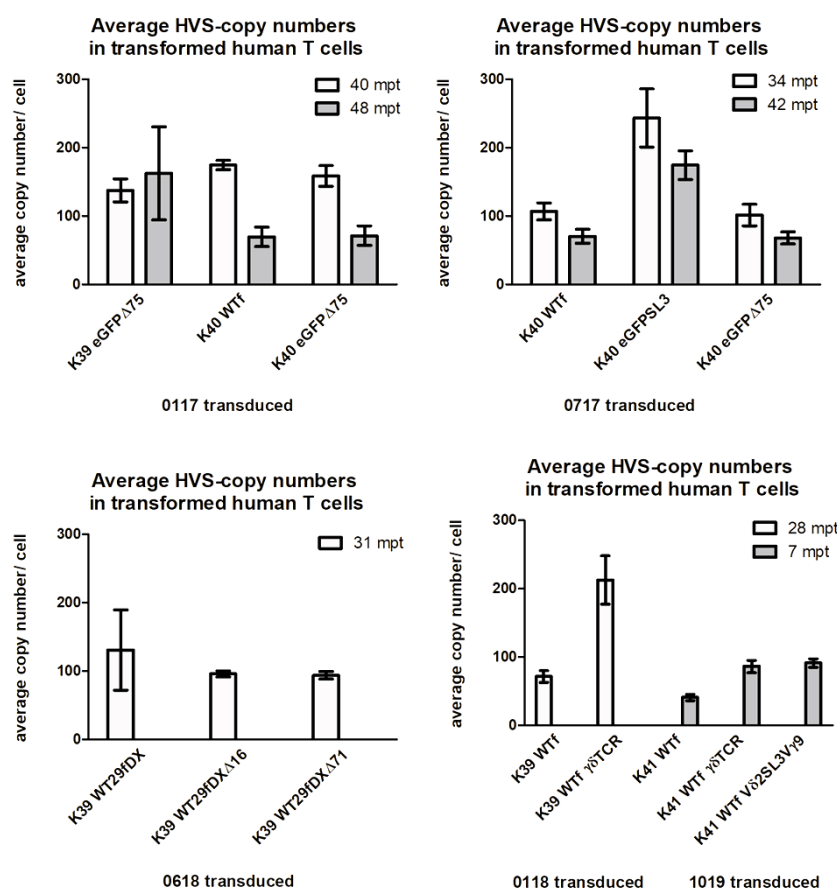 Average HVS-copy numbers
in transformed human T cells
average copy number/ cell
300
200
100
0
40 mpt
48 mpt
K39 eGFPΔ75
K40 WTf
K40 eGFPΔ75
0117 transduced
Average HVS-copy numbers
in transformed human T cells
average copy number/ cell
300
200
100
0
34 mpt
42 mpt
K40 WTf
K40 eGFPSL3
K40 eGFPΔ75
0717 transduced
Average HVS-copy numbers
in transformed human T cells
average copy number/ cell
300
200
100
0
31 mpt
K39 WT29fDX
K39 WT29fDXΔ16
K39 WT29fDXΔ71
0618 transduced
Average HVS-copy numbers
in transformed human T cells
average copy number/ cell
300
200
100
0
28 mpt
7 mpt
K39 WTf
K39 WTf γδTCR
K41 WTf
K41 WTf γδTCR
K41 WTf Vδ2SL3Vγ9
0118 transduced
1019 transduced